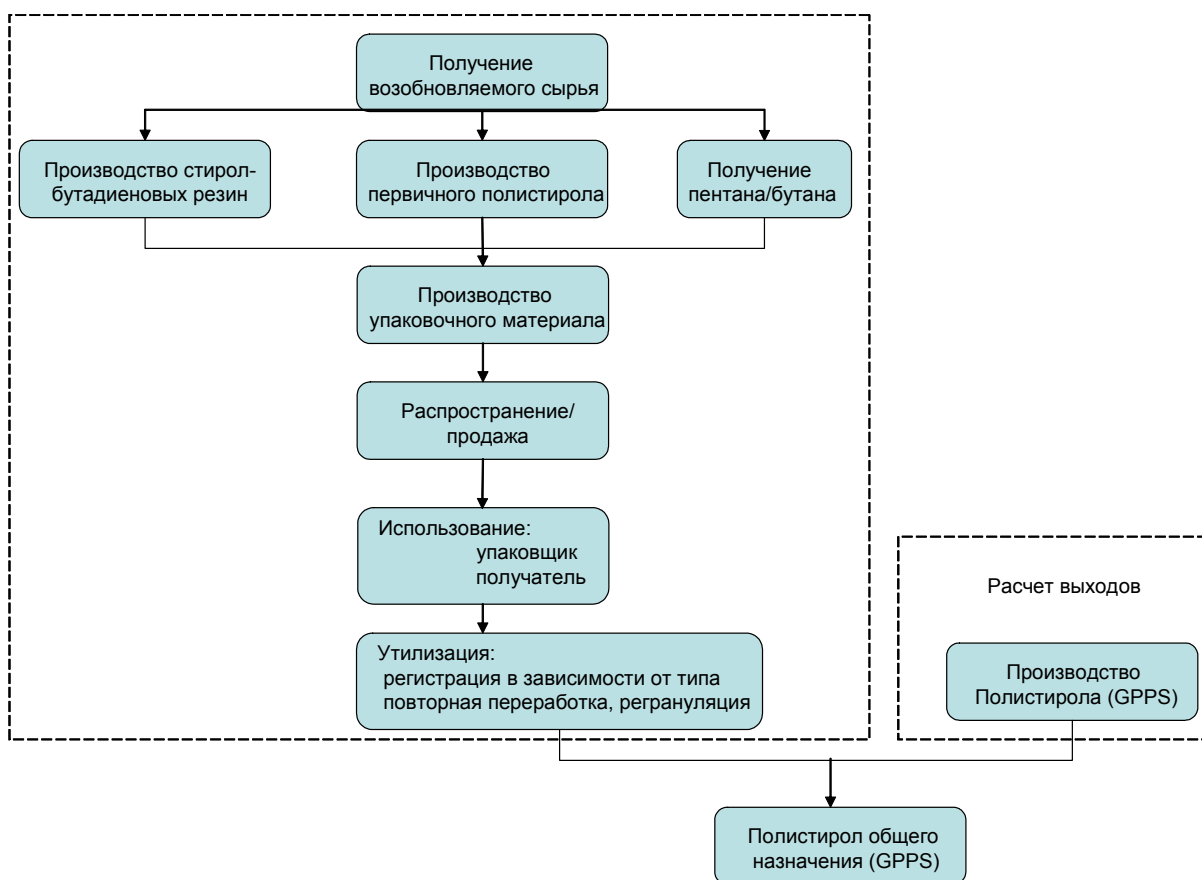 Получение
возобновляемого сырья
Производство стирол-
бутадиеновых резин
Производство
первичного полистирола
Получение
пентана/бутана
Производство
упаковочного материала
Распространение/
продажа
Использование:
упаковщик
получатель
Утилизация:
регистрация в зависимости от типа
повторная переработка, регрануляция
Расчет выходов
Производство
Полистирола (GPPS)
Полистирол общего
назначения (GPPS)